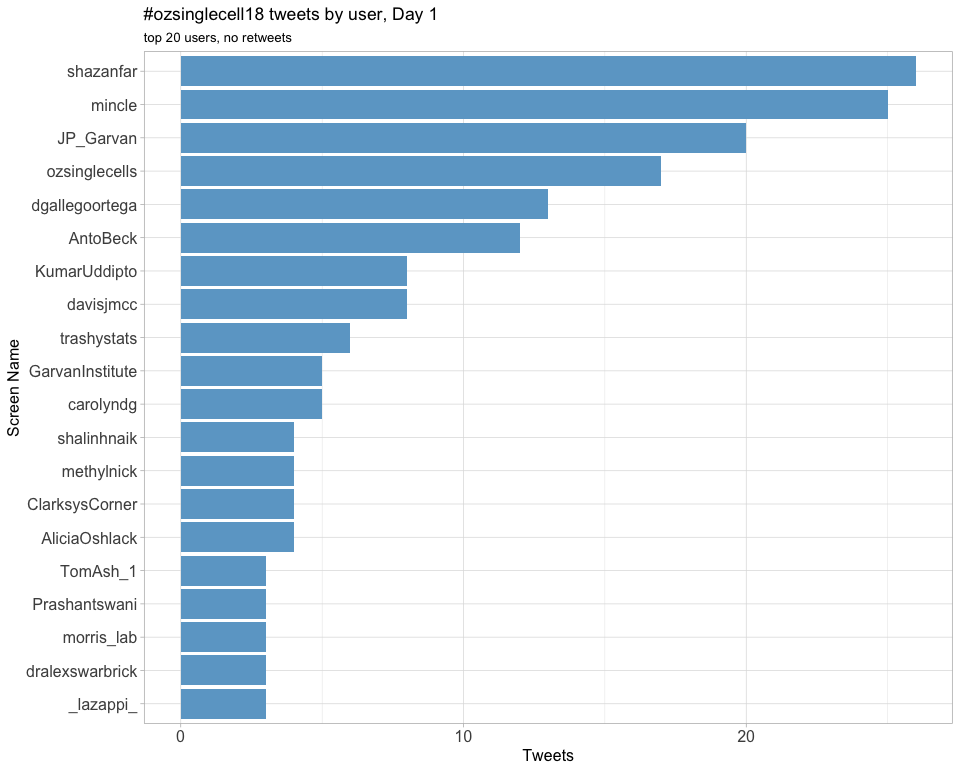 #ozsinglecell18 tweets by user, Day 1
top 20 users, no retweets
shazanfar
mincle
JP_Garvan
ozsinglecells
dgallegoortega
AntoBeck
KumarUddipto
davisjmcc
trashystats
GarvanInstitute
carolyndg
shalinhnaik
methylnick
ClarksysCorner
AliciaOshlack
TomAsh_1
Prashantswani
morris_lab
dralexswarbrick
_lazappi_
Screen Name
0 10 20
Tweets